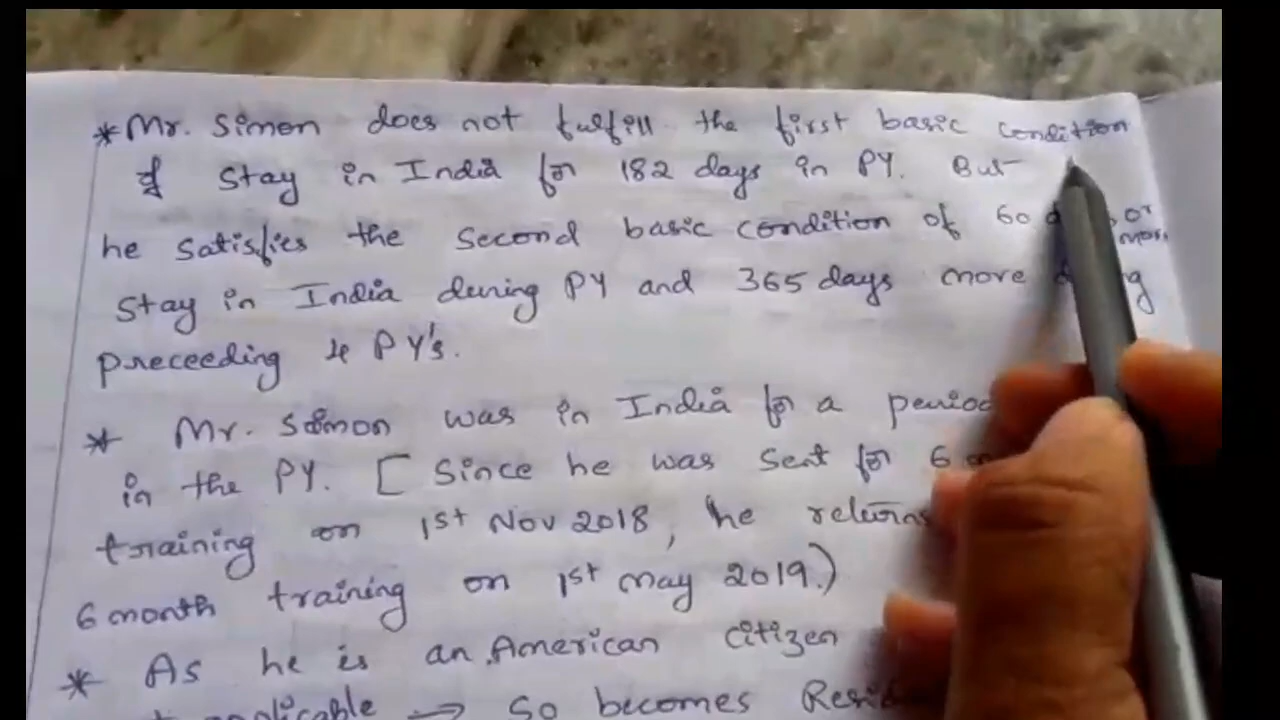 * Mr. Simon does not fulfill the first basic condition
of stay in India for 182 days in PY. But
he satisfies the second basic condition of 60 or more
stay in India during PY and 365 days more
preceeding 4 PY's.
* Mr. Simon was in India for a period
in the PY. [ Since he was sent for 6
training on 1st Nov 2018, he returns
6 month training on 1st may 2019.)
* As he is an American citizen
applicable → So becomes